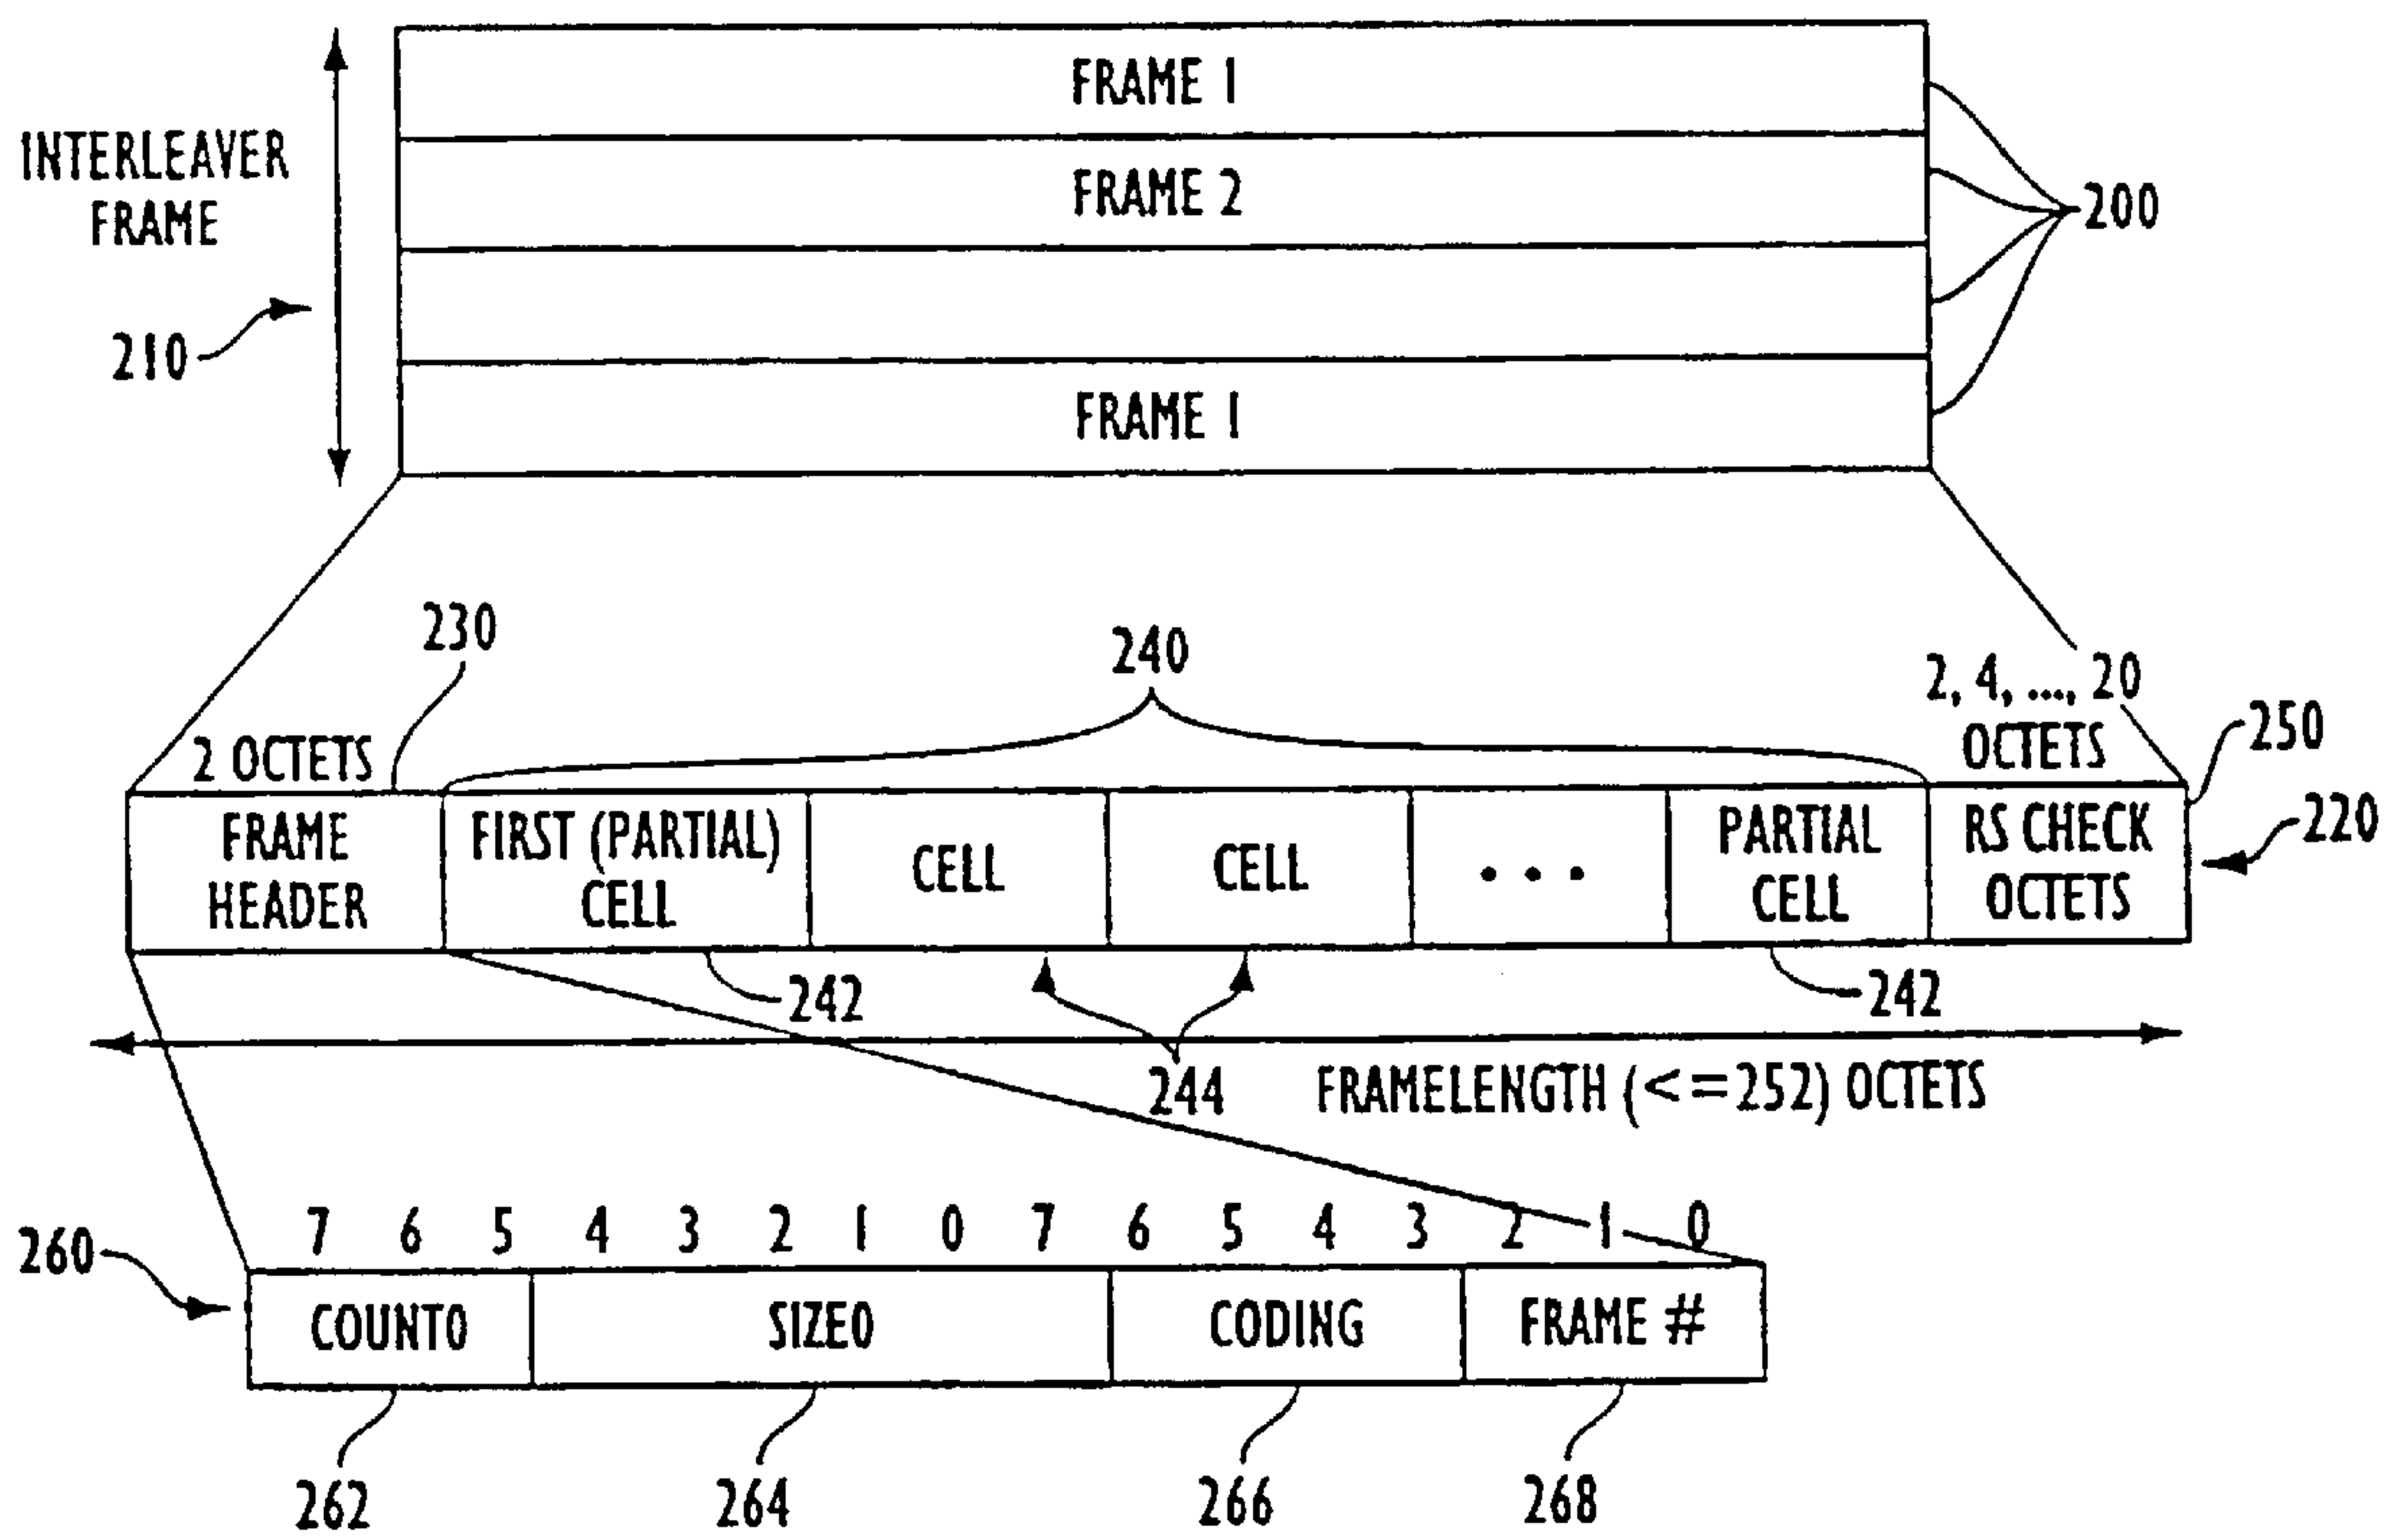 FRAME 1
INTERLEAVER
FRAME
FRAME 2
200
210
FRAME 1
230
240
2, 4, ..., 20
OCTETS
250
2 OCTETS
FRAME
HEADER
FIRST (PARTIAL)
CELL
CELL
CELL
• • •
PARTIAL
CELL
RS CHECK
OCTETS
220
242
242
244
FRAMELENGTH (<=252) OCTETS
7 6 5 4 3 2 1 0 7 6 5 4 3 2 1 0
260
COUNT0
SIZE0
CODING
FRAME #
262
264
266
268